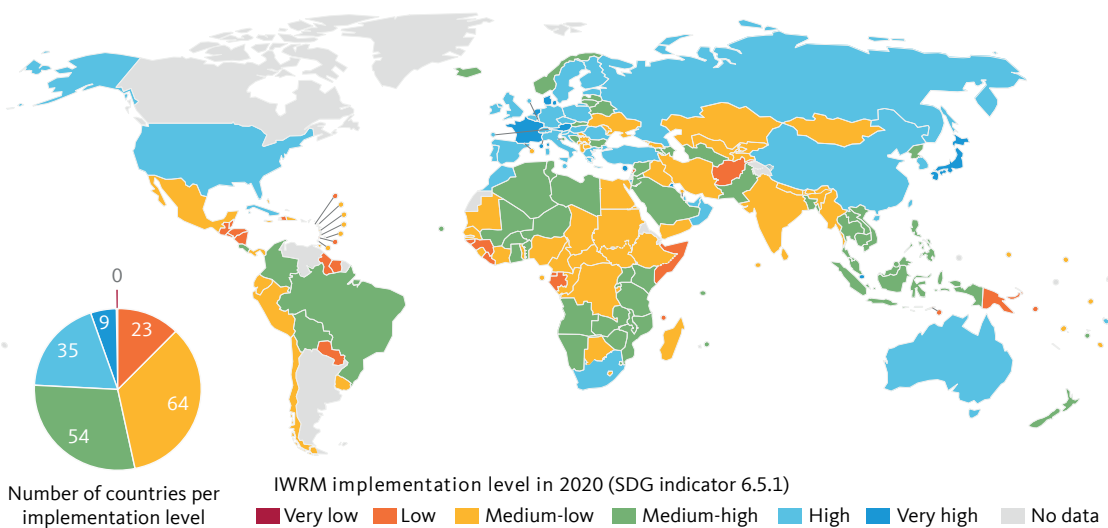 0
9
23
35
64
54
Number of countries per
implementation level
IWRM implementation level in 2020 (SDG indicator 6.5.1)
Very low Low Medium-low Medium-high High Very high No data